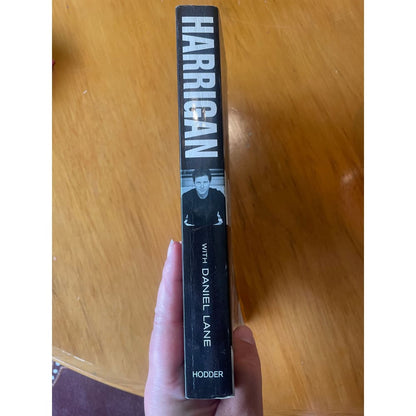 HARRIGAN
WITH DANIEL LANE
HODDER